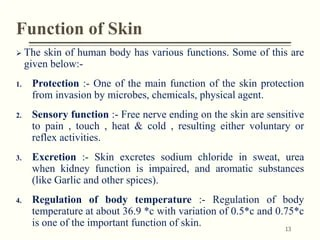 Function of Skin
➢ The skin of human body has various functions. Some of this are
given below:-
1. Protection :- One of the main function of the skin protection
from invasion by microbes, chemicals, physical agent.
2. Sensory function :- Free nerve ending on the skin are sensitive
to pain , touch , heat & cold , resulting either voluntary or
reflex activities.
3. Excretion :- Skin excretes sodium chloride in sweat, urea
when kidney function is impaired, and aromatic substances
(like Garlic and other spices).
4. Regulation of body temperature :- Regulation of body
temperature at about 36.9 *c with variation of 0.5*c and 0.75*c
is one of the important function of skin.
13